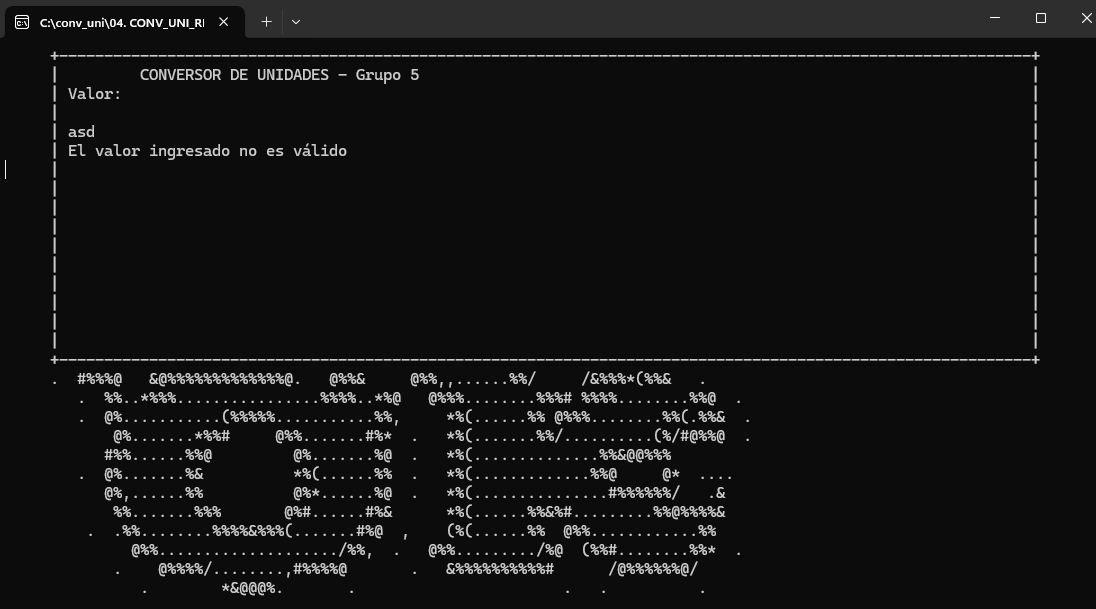 C:\conv_uni\04. CONV_UNI_R
CONVERSOR DE UNIDADES - Grupo 5
Valor:
asd
El valor ingresado no es válido